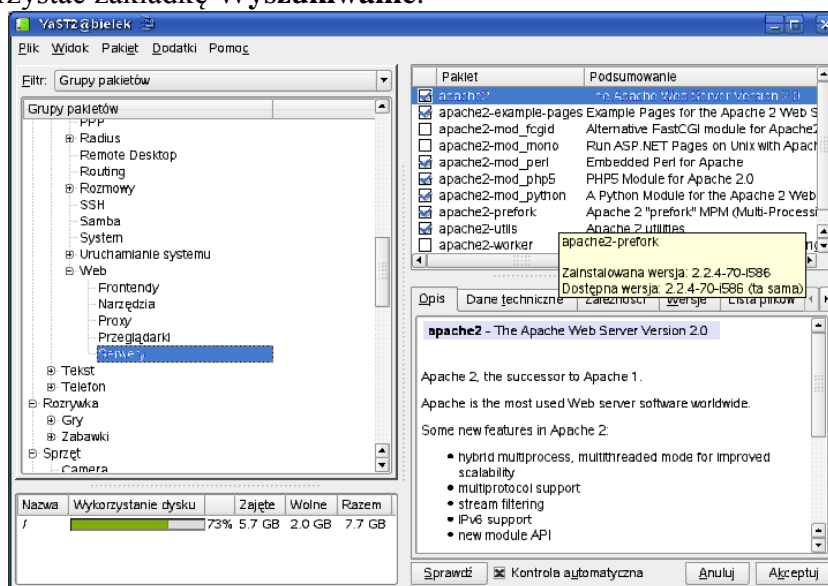 rzystać zakładkę Wyszukiwanie.
YaST2@bielek
Plik Widok Pakiet Dodatki Pomoc
Filtr: Grupy pakietów
Grupy pakietów
PPP
Radius
Remote Desktop
Routing
Rozmowy
SSH
Samba
System
Uruchamianie systemu
Web
Frontendy
Narzędzia
Proxy
Przeglądarki
Serwery
Tekst
Telefon
Rozrywka
Gry
Zabawki
Sprzęt
Camera
Nazwa Wykorzystanie dysku Zajęte Wolne Razem
/ 73% 5.7 GB 2.0 GB 7.7 GB
Pakiet Podsumowanie
apache2 The Apache Web Server Version 2.0
apache2-example-pages Example Pages for the Apache 2 Web S
apache2-mod_fcgid Alternative FastCGI module for Apache2
apache2-mod_mono Run ASP.NET Pages on Unix with Apach
apache2-mod_perl Embedded Perl for Apache
apache2-mod_php5 PHP5 Module for Apache 2.0
apache2-mod_python A Python Module for the Apache 2 Web
apache2-prefork Apache 2 "prefork" MPM (Multi-Processi
apache2-utils Apache 2 utilities
apache2-worker
apache2-prefork
Zainstalowana wersja: 2.2.4-70-i586
Dostępna wersja: 2.2.4-70-i586 (ta sama)
Opis Dane techniczne Zależności Wersje Lista plików
apache2 - The Apache Web Server Version 2.0
Apache 2, the successor to Apache 1.
Apache is the most used Web server software worldwide.
Some new features in Apache 2:
• hybrid multiprocess, multithreaded mode for improved
scalability
• multiprotocol support
• stream filtering
• IPv6 support
• new module API
Sprawdź Kontrola automatyczna Anuluj Akceptuj